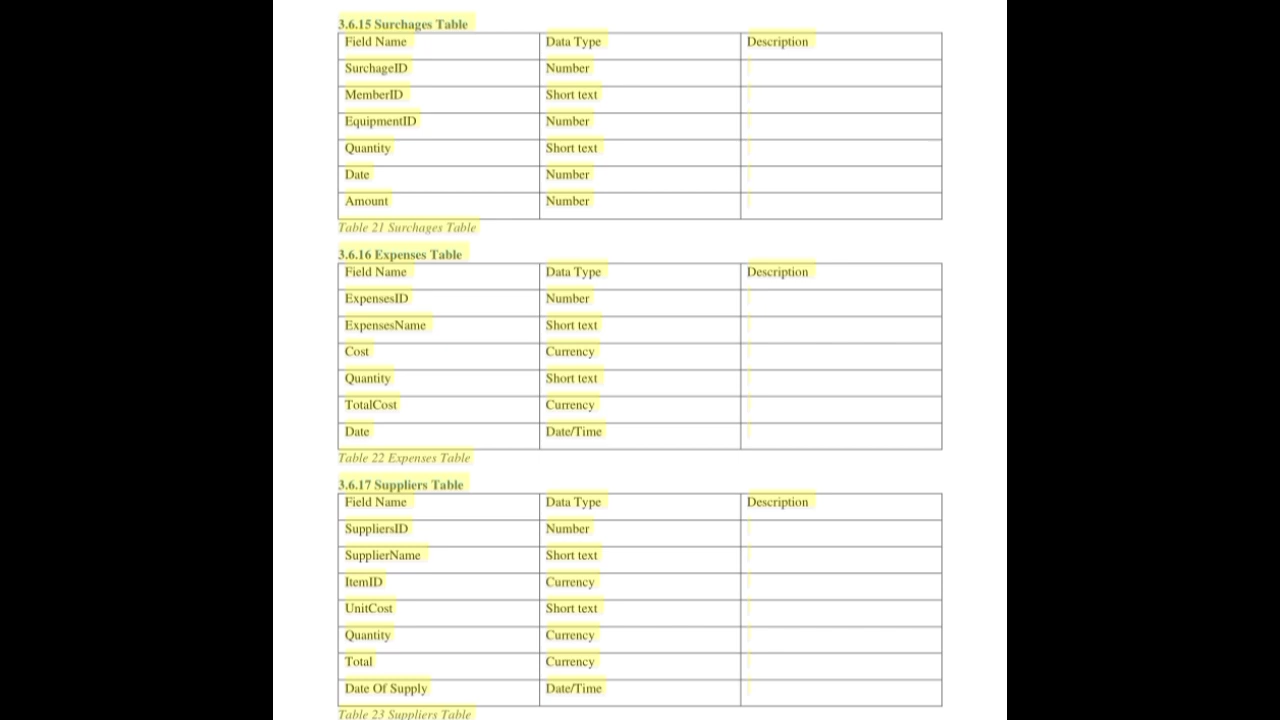 3.6.15 Surchages Table
Field Name Data Type Description
SurchageID Number
MemberID Short text
EquipmentID Number
Quantity Short text
Date Number
Amount Number
Table 21 Surchages Table
3.6.16 Expenses Table
Field Name Data Type Description
ExpensesID Number
ExpensesName Short text
Cost Currency
Quantity Short text
TotalCost Currency
Date Date/Time
Table 22 Expenses Table
3.6.17 Suppliers Table
Field Name Data Type Description
SuppliersID Number
SupplierName Short text
ItemID Currency
UnitCost Short text
Quantity Currency
Total Currency
Date Of Supply Date/Time
Table 23 Suppliers Table